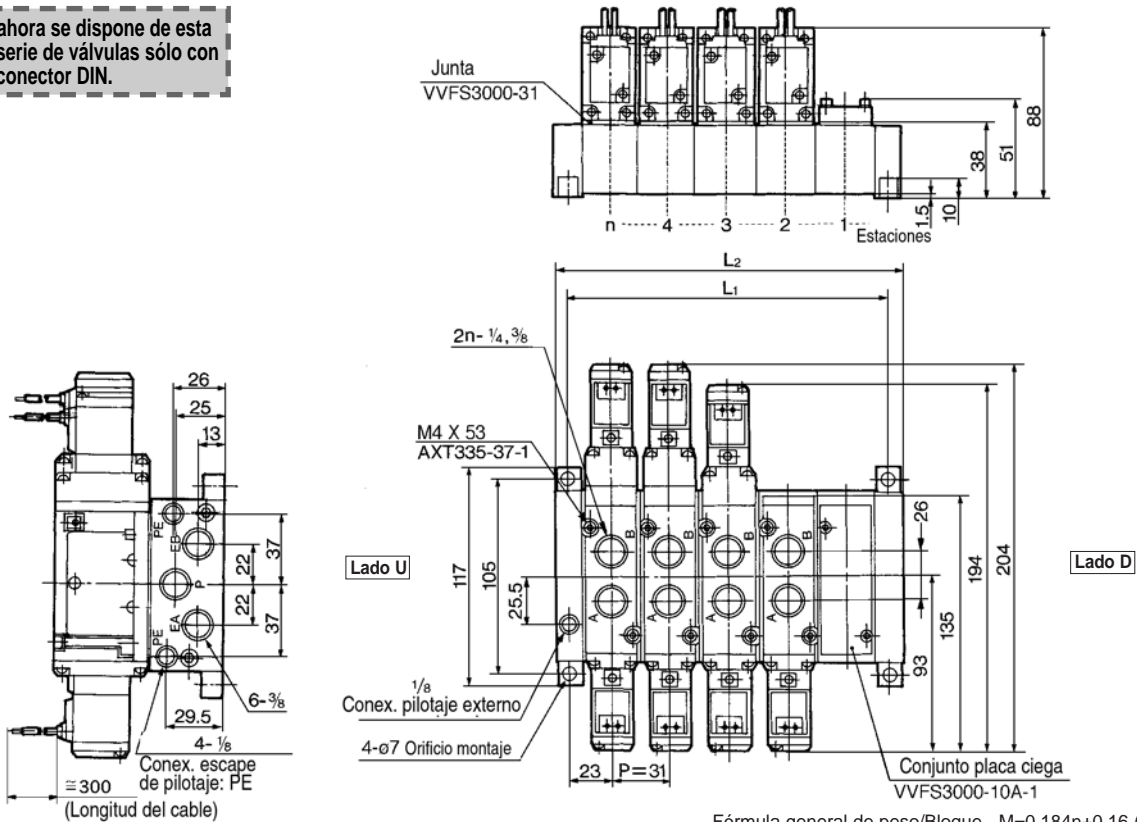 ahora se dispone de esta
serie de válvulas sólo con
conector DIN.
Junta
VVFS3000-31
88
51
38
10
1.5
n 4 3 2 1
Estaciones
L2
L1
2n- ¼, ⅜
M4 X 53
AXT335-37-1
26
25
13
PE
EB
P
EA
PE
37
22
22
37
6-⅜
29.5
4- ⅛
Conex. escape
de pilotaje: PE
≅300
(Longitud del cable)
Lado U
117
105
25.5
B B B B
A A A A
26
194
204
135
93
Lado D
1/8
Conex. pilotaje externo
4-ø7 Orificio montaje
23
P=31
Conjunto placa ciega
VVFS3000-10A-1